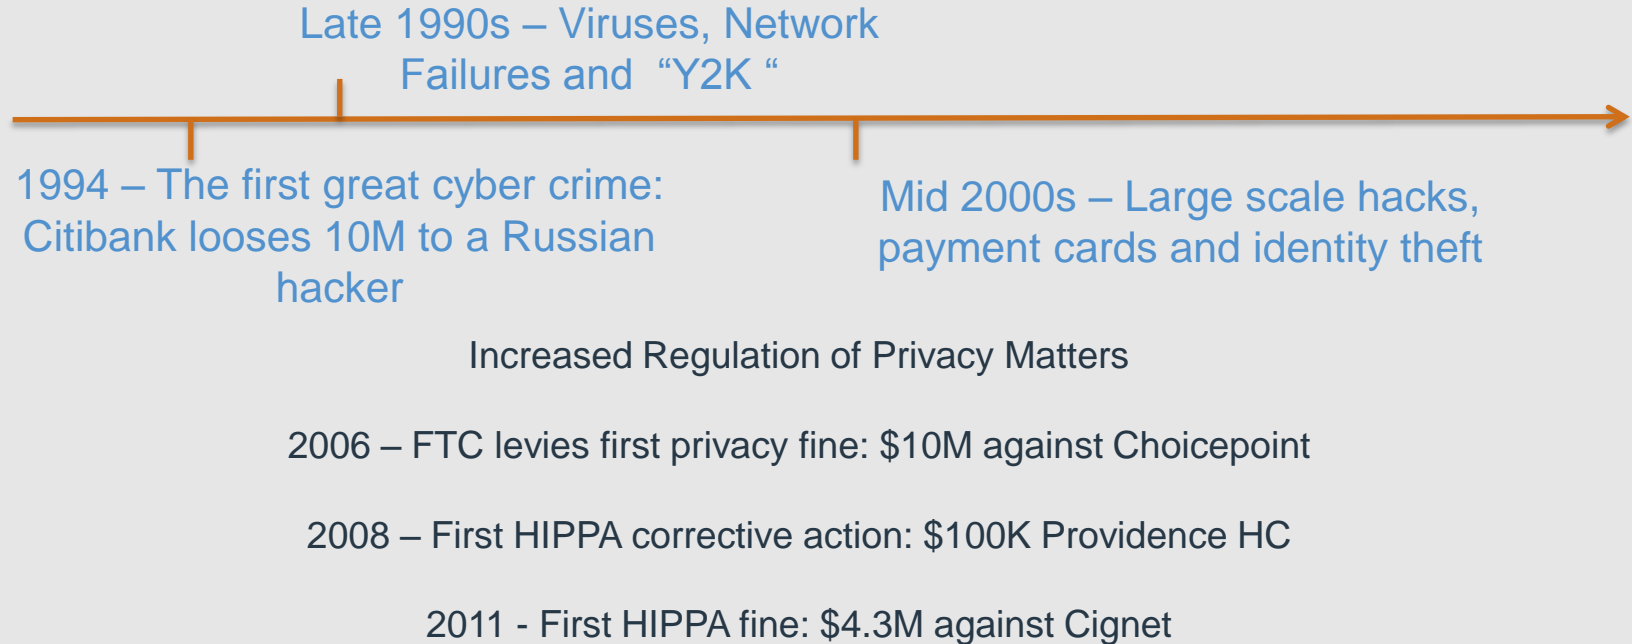 Late 1990s – Viruses, Network
Failures and “Y2K “
1994 – The first great cyber crime:
Citibank looses 10M to a Russian
hacker
Mid 2000s – Large scale hacks,
payment cards and identity theft
Increased Regulation of Privacy Matters
2006 – FTC levies first privacy fine: $10M against Choicepoint
2008 – First HIPPA corrective action: $100K Providence HC
2011 - First HIPPA fine: $4.3M against Cignet